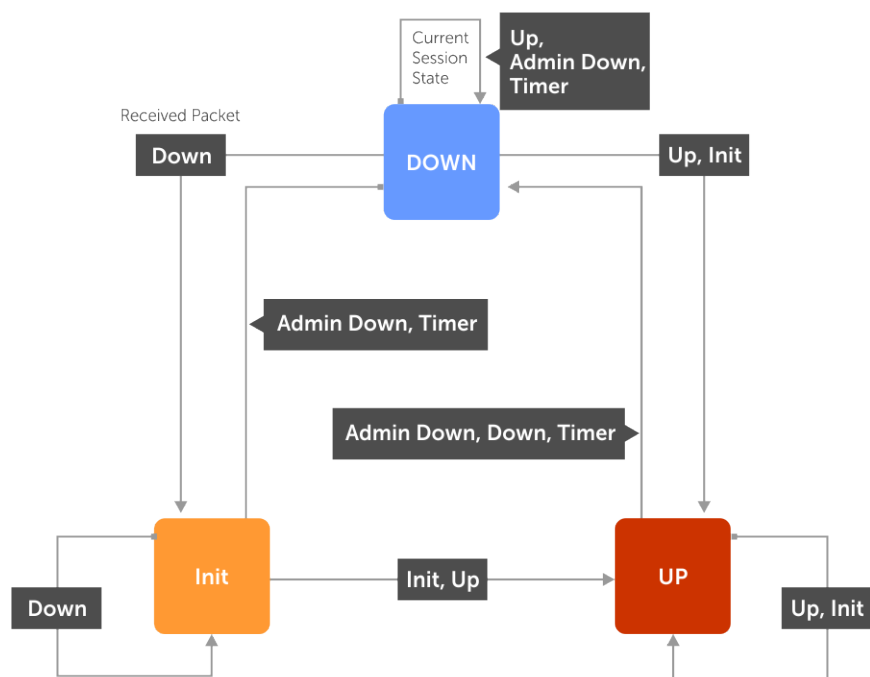 Current
Session
State
Up,
Admin Down,
Timer
Received Packet
Down
DOWN
Up, Init
Admin Down, Timer
Admin Down, Down, Timer
Init
Init, Up
UP
Down
Up, Init